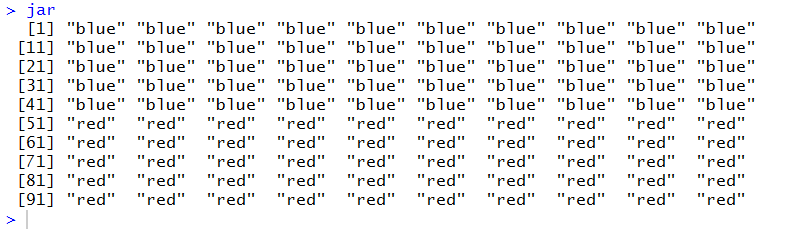 > jar
  [1] "blue" "blue" "blue" "blue" "blue" "blue" "blue" "blue" "blue" "blue"
 [11] "blue" "blue" "blue" "blue" "blue" "blue" "blue" "blue" "blue" "blue"
 [21] "blue" "blue" "blue" "blue" "blue" "blue" "blue" "blue" "blue" "blue"
 [31] "blue" "blue" "blue" "blue" "blue" "blue" "blue" "blue" "blue" "blue"
 [41] "blue" "blue" "blue" "blue" "blue" "blue" "blue" "blue" "blue" "blue"
 [51] "red"  "red"  "red"  "red"  "red"  "red"  "red"  "red"  "red"  "red"
 [61] "red"  "red"  "red"  "red"  "red"  "red"  "red"  "red"  "red"  "red"
 [71] "red"  "red"  "red"  "red"  "red"  "red"  "red"  "red"  "red"  "red"
 [81] "red"  "red"  "red"  "red"  "red"  "red"  "red"  "red"  "red"  "red"
 [91] "red"  "red"  "red"  "red"  "red"  "red"  "red"  "red"  "red"  "red"
>